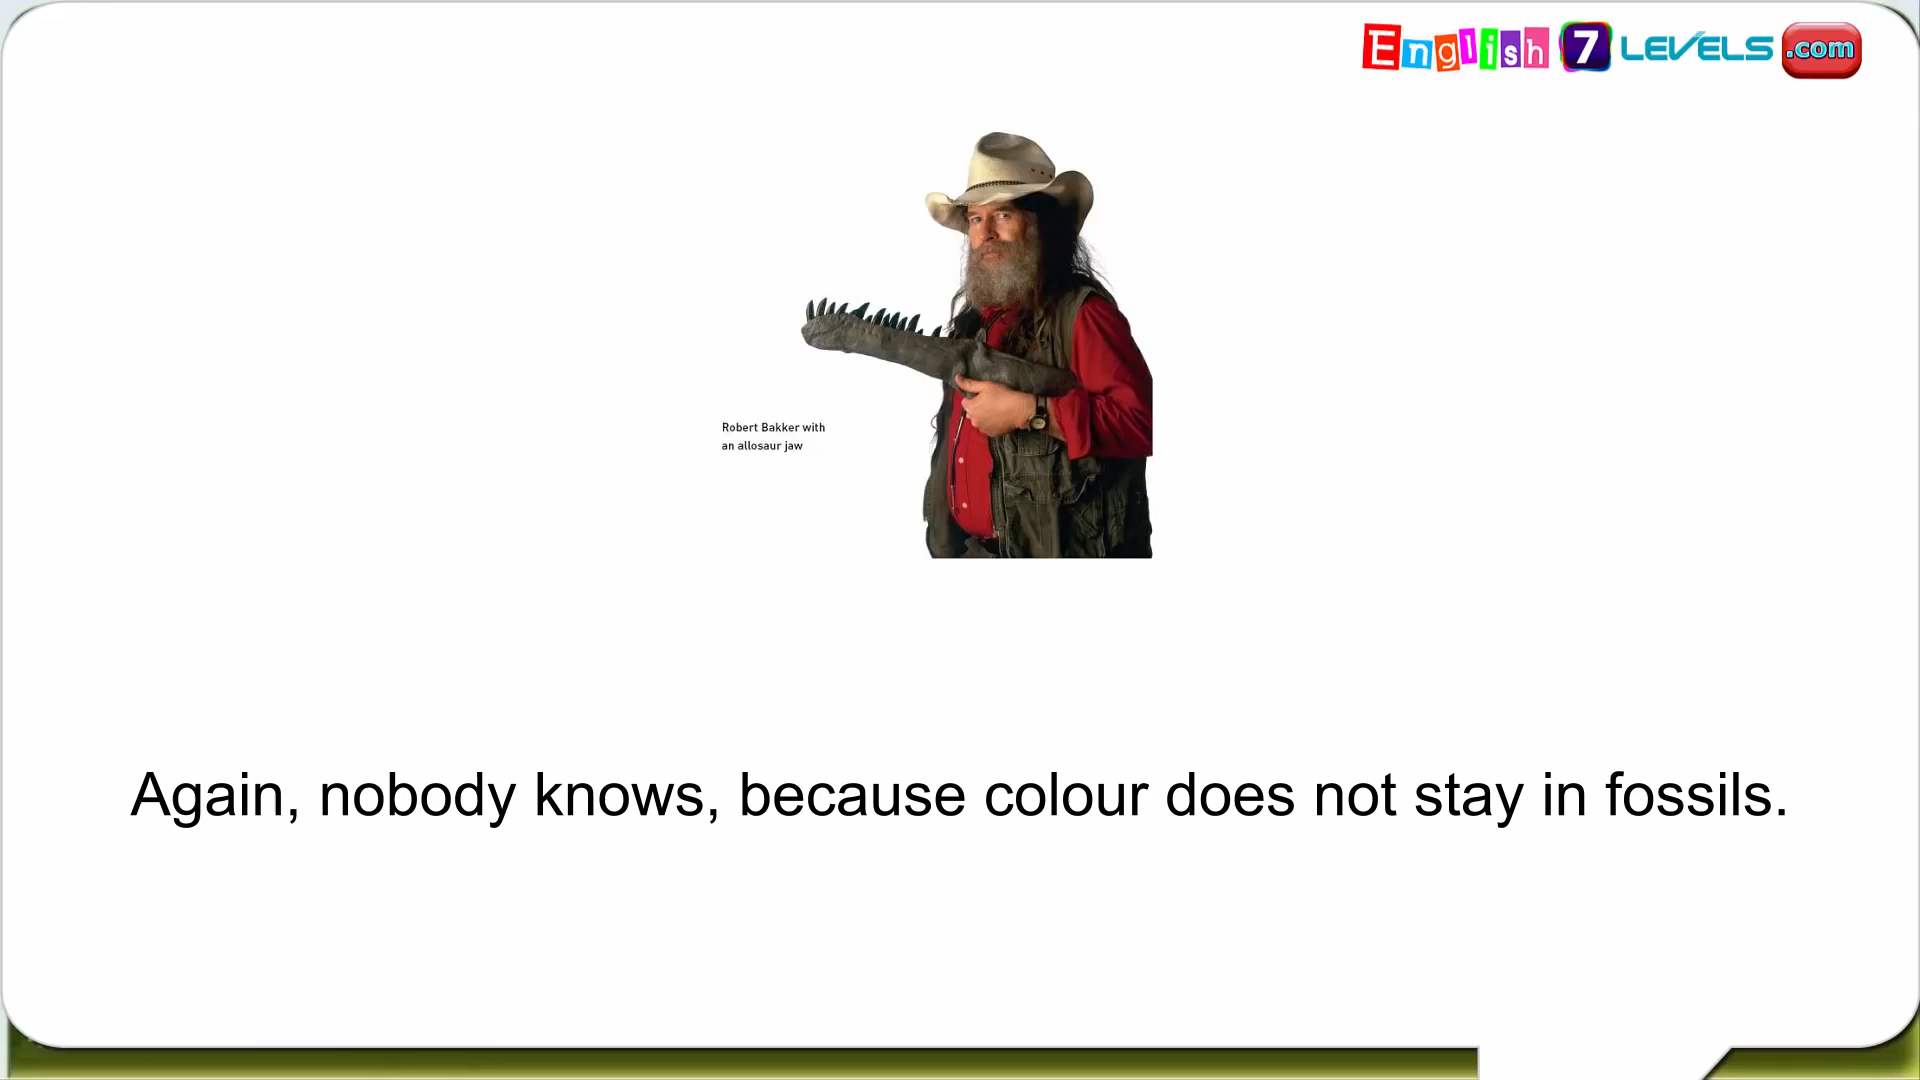 English 7 LEVELS .com
Robert Bakker with
an allosaur jaw
Again, nobody knows, because colour does not stay in fossils.